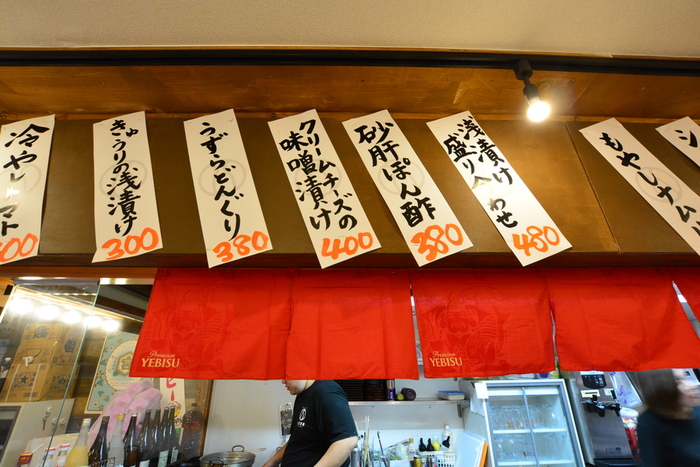 冷やしトマト
300
きゅうりの浅漬け
300
うずらどんぐり
380
クリームチーズの
味噌漬け
400
砂肝ぽん酢
380
浅漬け
盛り合わせ
480
もやしナム
シ
Premium
YEBISU
Premium
YEBISU